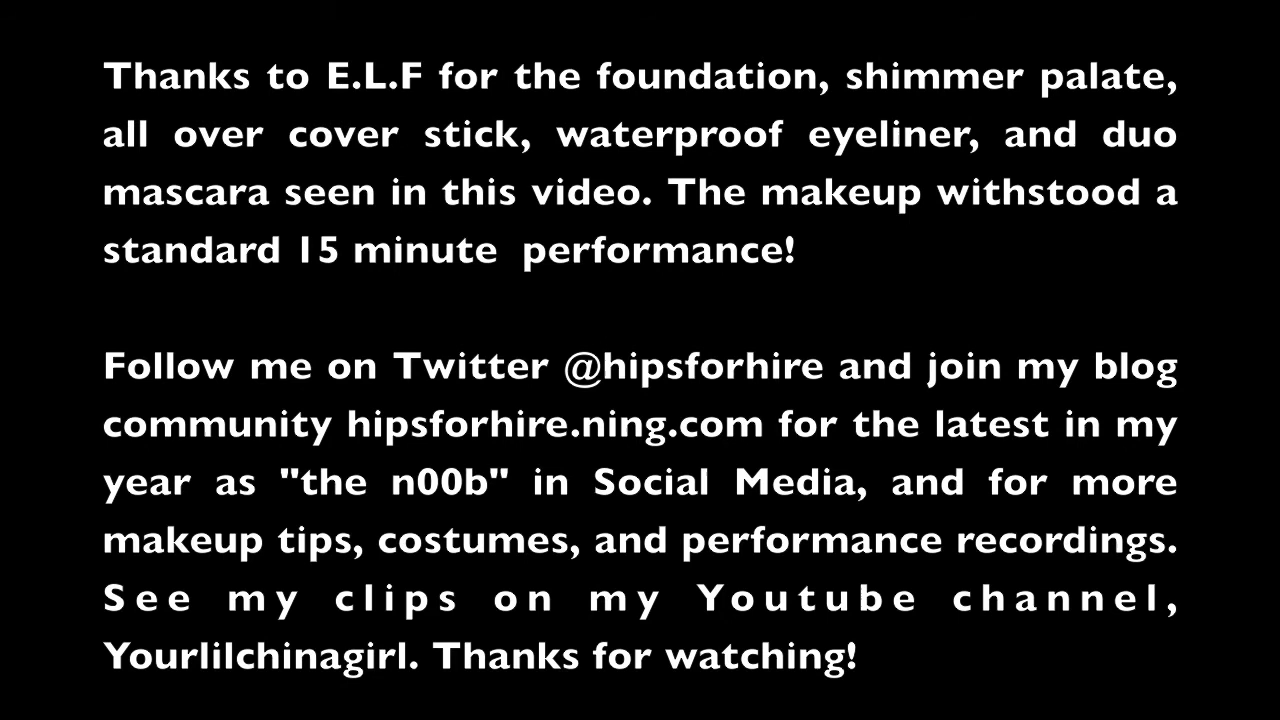 Thanks to E.L.F for the foundation, shimmer palate,
all over cover stick, waterproof eyeliner, and duo
mascara seen in this video. The makeup withstood a
standard 15 minute performance!
Follow me on Twitter @hipsforhire and join my blog
community hipsforhire.ning.com for the latest in my
year as "the n00b" in Social Media, and for more
makeup tips, costumes, and performance recordings.
See my clips on my Youtube channel,
Yourlilchinagirl. Thanks for watching!